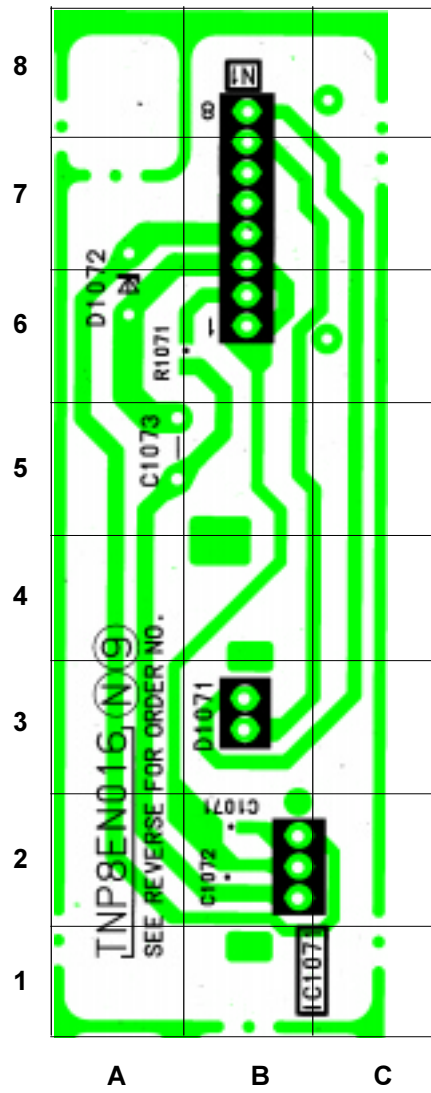 8
N1
8
7
D1072
6
1
R1071
C1073
5
4
TNP8EN016 N 9
SEE REVERSE FOR ORDER NO.
D1071
3
C1071
2
C1072
IC1071
1
A B C